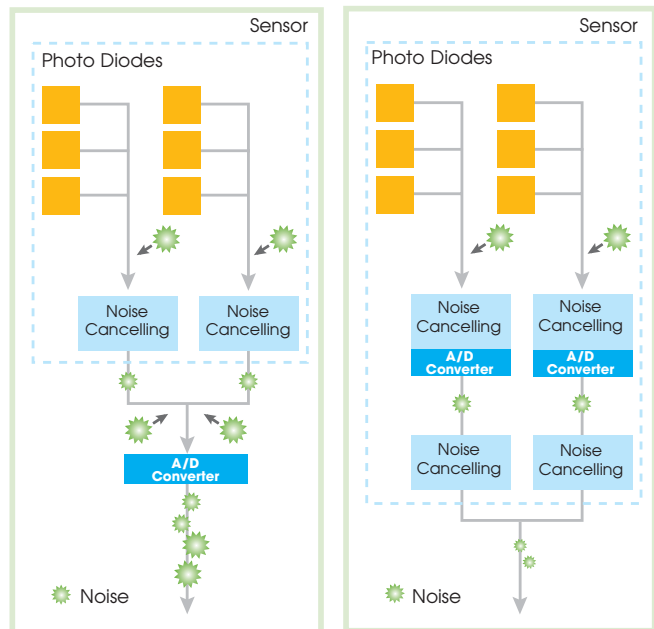 Sensor
Photo Diodes
Noise
Cancelling
Noise
Cancelling
A/D
Converter
Noise
Sensor
Photo Diodes
Noise
Cancelling
A/D
Converter
Noise
Cancelling
A/D
Converter
Noise
Cancelling
Noise
Cancelling
Noise